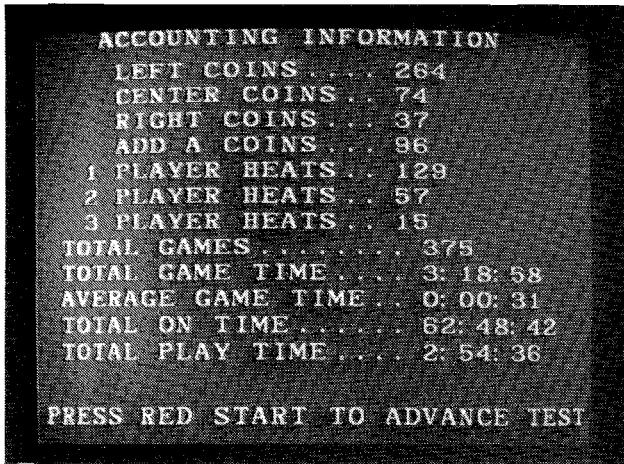 ACCOUNTING INFORMATION
LEFT COINS.... 264
CENTER COINS.. 74
RIGHT COINS... 37
ADD A COINS... 96
1 PLAYER HEATS.. 129
2 PLAYER HEATS.. 57
3 PLAYER HEATS.. 15
TOTAL GAMES........ 375
TOTAL GAME TIME.... 3: 18: 58
AVERAGE GAME TIME.. 0: 00: 31
TOTAL ON TIME...... 62: 48: 42
TOTAL PLAY TIME.... 2: 54: 36
PRESS RED START TO ADVANCE TEST